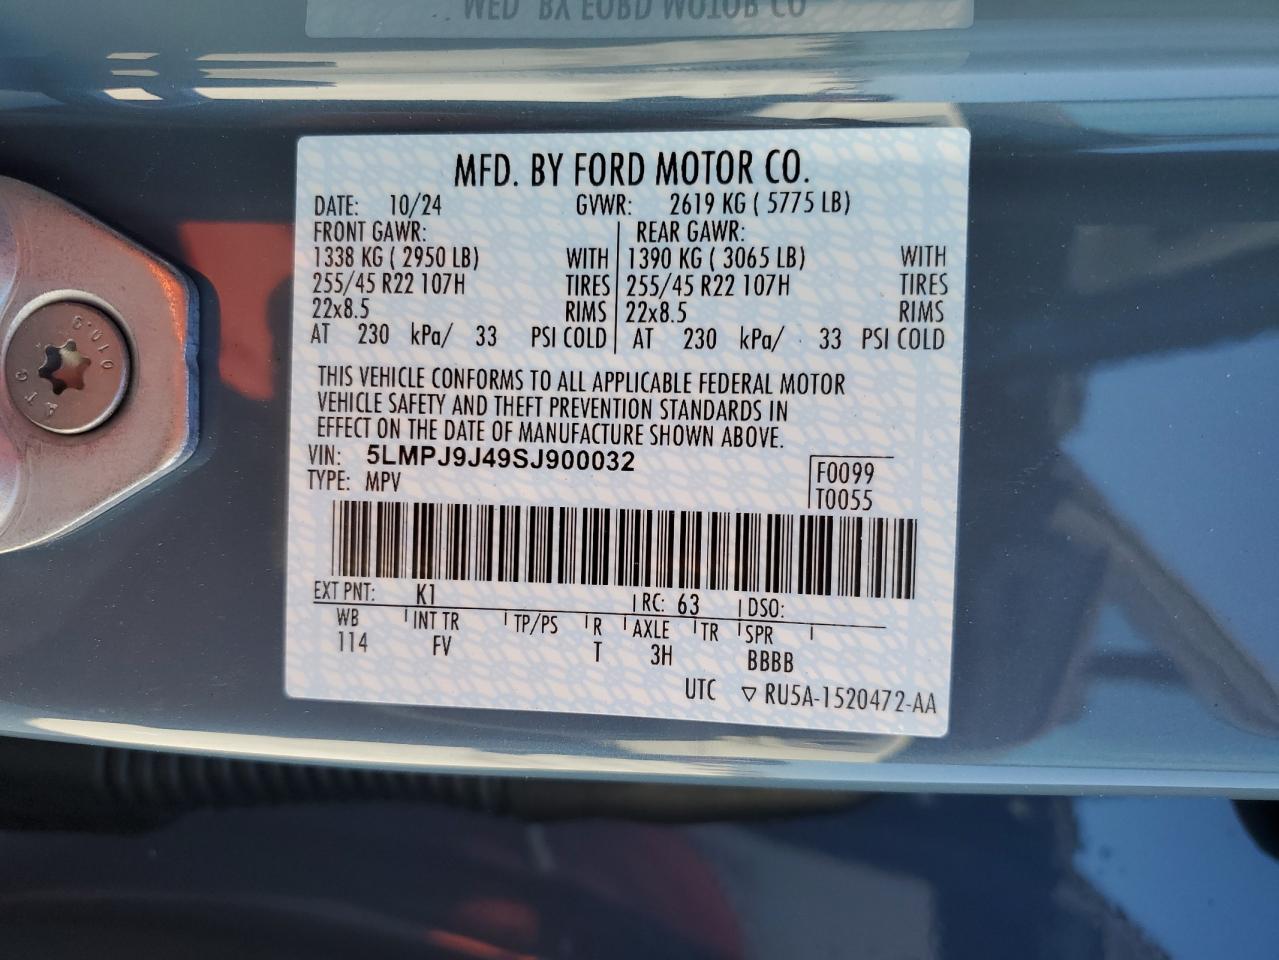 MFD. BY FORD MOTOR CO.
DATE: 10/24 GVWR: 2619 KG ( 5775 LB)
FRONT GAWR: REAR GAWR:
1338 KG ( 2950 LB) WITH 1390 KG ( 3065 LB) WITH
255/45 R22 107H TIRES 255/45 R22 107H TIRES
22x8.5 RIMS 22x8.5 RIMS
AT 230 kPa/ 33 PSI COLD AT 230 kPa/ 33 PSI COLD
THIS VEHICLE CONFORMS TO ALL APPLICABLE FEDERAL MOTOR
VEHICLE SAFETY AND THEFT PREVENTION STANDARDS IN
EFFECT ON THE DATE OF MANUFACTURE SHOWN ABOVE.
VIN: 5LMPJ9J49SJ900032
TYPE: MPV
F0099
T0055
EXT PNT: K1 RC: 63 DSO:
WB INT TR TP/PS R AXLE TR SPR
114 FV T 3H BBBB
UTC ▽ RU5A-1520472-AA
010.9